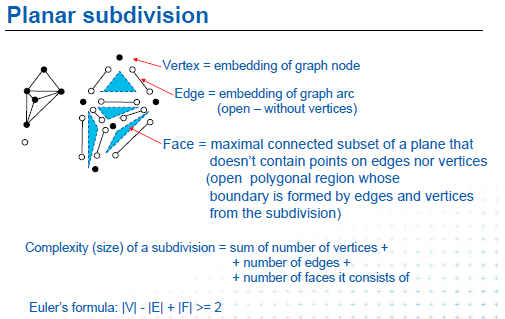 Planar subdivision
Vertex = embedding of graph node
Edge = embedding of graph arc
(open – without vertices)
Face = maximal connected subset of a plane that
doesn't contain points on edges nor vertices
(open polygonal region whose
boundary is formed by edges and vertices
from the subdivision)
Complexity (size) of a subdivision = sum of number of vertices +
+ number of edges +
+ number of faces it consists of
Euler's formula: |V| - |E| + |F| >= 2